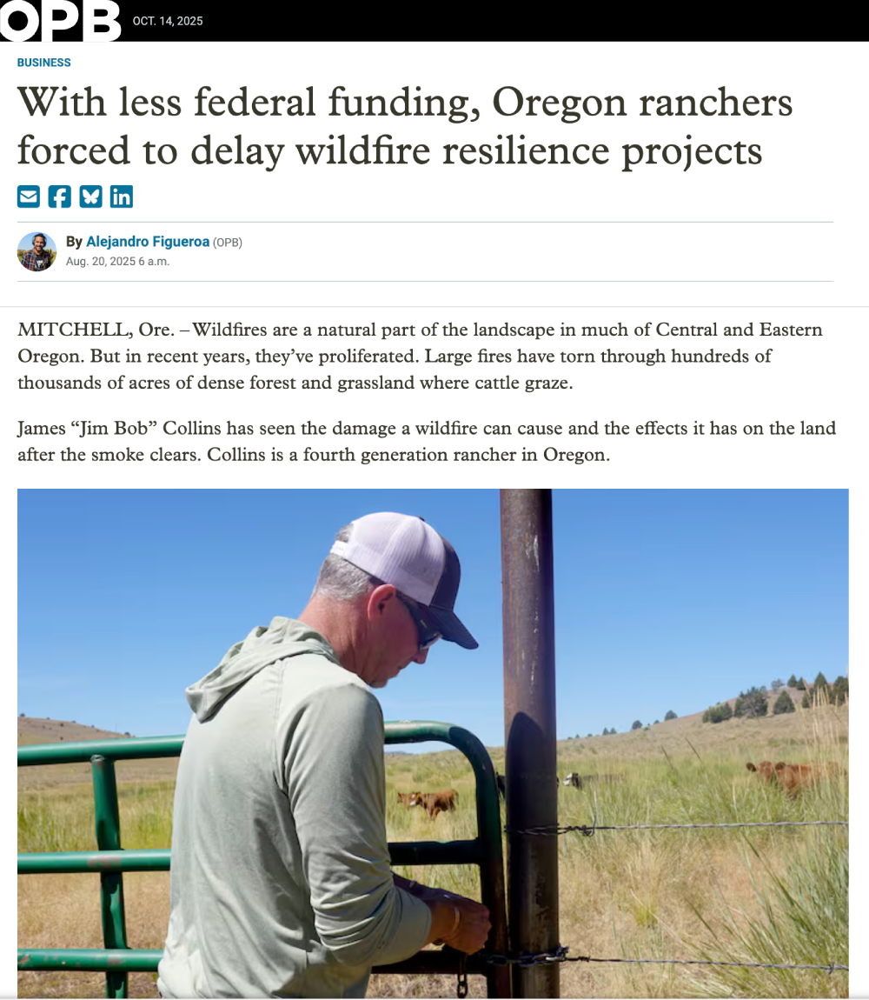 OPB
OCT. 14, 2025
BUSINESS
With less federal funding, Oregon ranchers
forced to delay wildfire resilience projects
By Alejandro Figueroa (OPB)
Aug. 20, 2025 6 a.m.
MITCHELL, Ore. – Wildfires are a natural part of the landscape in much of Central and Eastern
Oregon. But in recent years, they’ve proliferated. Large fires have torn through hundreds of
thousands of acres of dense forest and grassland where cattle graze.
James “Jim Bob” Collins has seen the damage a wildfire can cause and the effects it has on the land
after the smoke clears. Collins is a fourth generation rancher in Oregon.